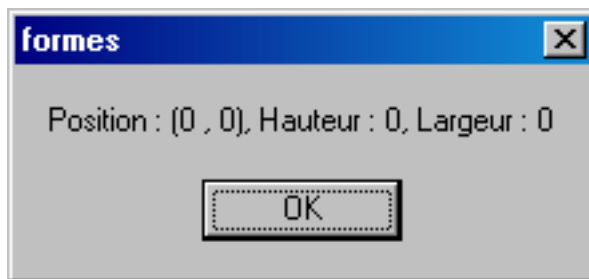 formes
Position : (0 , 0), Hauteur : 0, Largeur : 0
OK